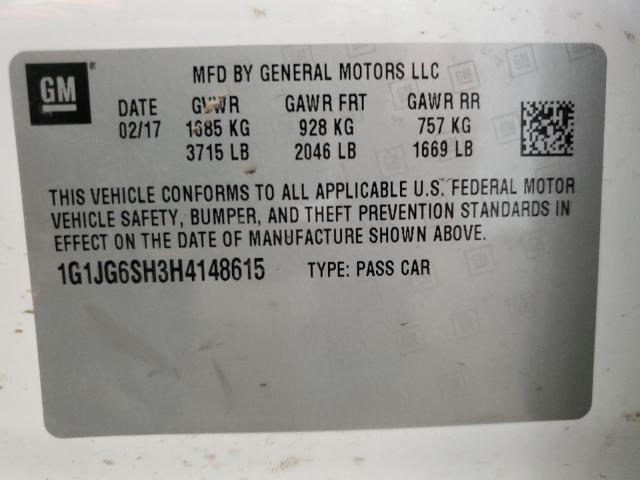 GM®
MFD BY GENERAL MOTORS LLC
DATE GVWR GAWR FRT GAWR RR
02/17 1685 KG 928 KG 757 KG
3715 LB 2046 LB 1669 LB
THIS VEHICLE CONFORMS TO ALL APPLICABLE U.S. FEDERAL MOTOR
VEHICLE SAFETY, BUMPER, AND THEFT PREVENTION STANDARDS IN
EFFECT ON THE DATE OF MANUFACTURE SHOWN ABOVE.
1G1JG6SH3H4148615 TYPE: PASS CAR